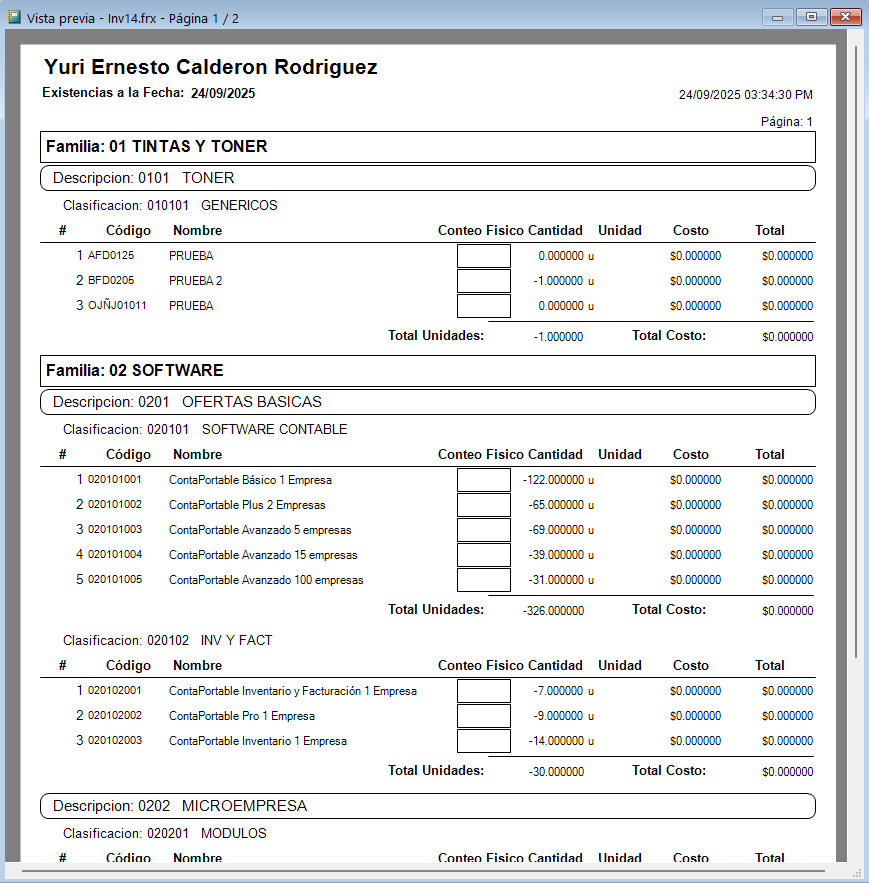 Vista previa - Inv14.frx - Página 1 / 2
Yuri Ernesto Calderon Rodriguez
Existencias a la Fecha: 24/09/2025
24/09/2025 03:34:30 PM
Página: 1
Familia: 01 TINTAS Y TONER
Descripcion: 0101 TONER
Clasificacion: 010101 GENERICOS
# Código Nombre Conteo Fisico Cantidad Unidad Costo Total
1 AFD0125 PRUEBA 0.000000 u $0.000000 $0.000000
2 BFD0205 PRUEBA 2 -1.000000 u $0.000000 $0.000000
3 OJÑJ01011 PRUEBA 0.000000 u $0.000000 $0.000000
Total Unidades: -1.000000 Total Costo: $0.000000
Familia: 02 SOFTWARE
Descripcion: 0201 OFERTAS BASICAS
Clasificacion: 020101 SOFTWARE CONTABLE
# Código Nombre Conteo Fisico Cantidad Unidad Costo Total
1 020101001 ContaPortable Básico 1 Empresa -122.000000 u $0.000000 $0.000000
2 020101002 ContaPortable Plus 2 Empresas -65.000000 u $0.000000 $0.000000
3 020101003 ContaPortable Avanzado 5 empresas -69.000000 u $0.000000 $0.000000
4 020101004 ContaPortable Avanzado 15 empresas -39.000000 u $0.000000 $0.000000
5 020101005 ContaPortable Avanzado 100 empresas -31.000000 u $0.000000 $0.000000
Total Unidades: -326.000000 Total Costo: $0.000000
Clasificacion: 020102 INV Y FACT
# Código Nombre Conteo Fisico Cantidad Unidad Costo Total
1 020102001 ContaPortable Inventario y Facturación 1 Empresa -7.000000 u $0.000000 $0.000000
2 020102002 ContaPortable Pro 1 Empresa -9.000000 u $0.000000 $0.000000
3 020102003 ContaPortable Inventario 1 Empresa -14.000000 u $0.000000 $0.000000
Total Unidades: -30.000000 Total Costo: $0.000000
Descripcion: 0202 MICROEMPRESA
Clasificacion: 020201 MODULOS
# Código Nombre Conteo Fisico Cantidad Unidad Costo Total